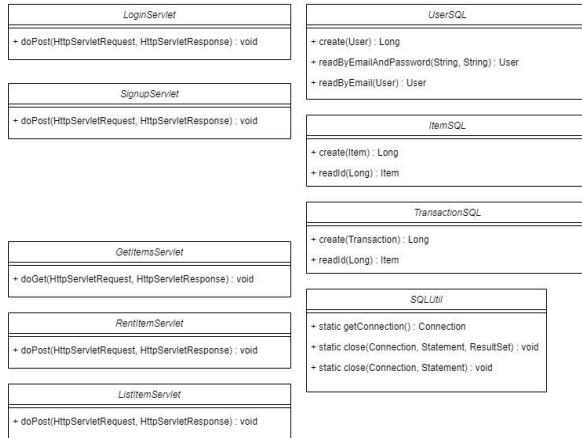 LoginServlet
+ doPost(HttpServletRequest, HttpServletResponse) : void
SignupServlet
+ doPost(HttpServletRequest, HttpServletResponse) : void
GetItemsServlet
+ doGet(HttpServletRequest, HttpServletResponse) : void
RentItemServlet
+ doPost(HttpServletRequest, HttpServletResponse) : void
ListItemServlet
+ doPost(HttpServletRequest, HttpServletResponse) : void
UserSQL
+ create(User) : Long
+ readByEmailAndPassword(String, String) : User
+ readByEmail(User) : User
ItemSQL
+ create(Item) : Long
+ readId(Long) : Item
TransactionSQL
+ create(Transaction) : Long
+ readId(Long) : Item
SQLUtil
+ static getConnection() : Connection
+ static close(Connection, Statement, ResultSet) : void
+ static close(Connection, Statement) : void